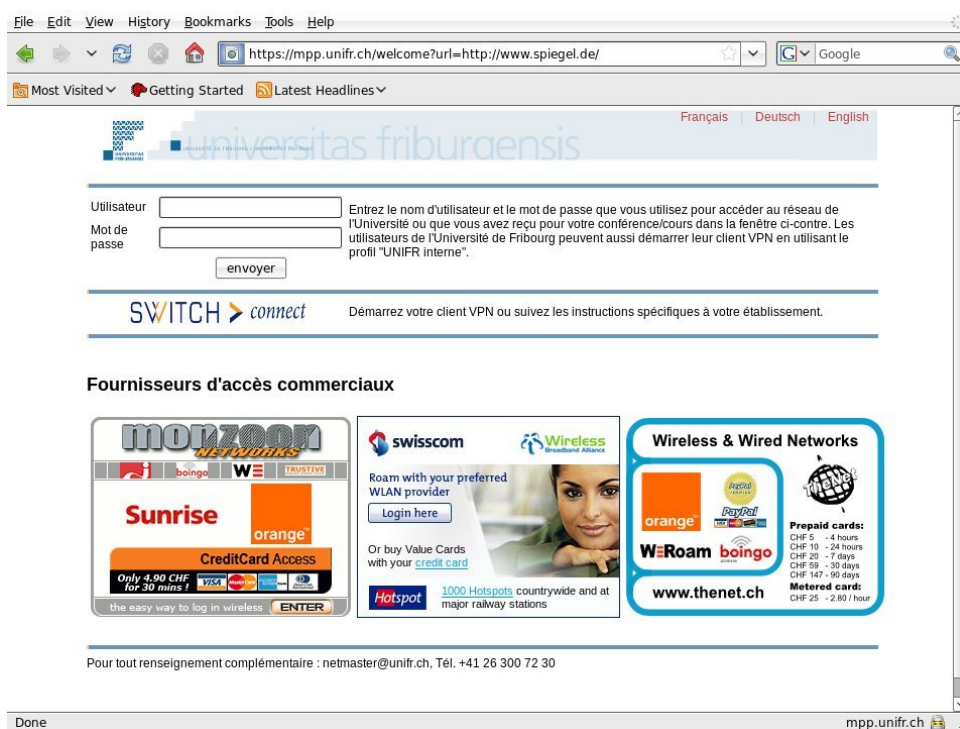 File Edit View History Bookmarks Tools Help
https://mpp.unifr.ch/welcome?url=http://www.spiegel.de/
G Google
Most Visited Getting Started Latest Headlines
Français | Deutsch | English
universitas friburgensis
Utilisateur
Mot de
passe
envoyer
Entrez le nom d'utilisateur et le mot de passe que vous utilisez pour accéder au réseau de
l'Université ou que vous avez reçu pour votre conférence/cours dans la fenêtre ci-contre. Les
utilisateurs de l'Université de Fribourg peuvent aussi démarrer leur client VPN en utilisant le
profil "UNIFR interne".
SWITCH > connect
Démarrez votre client VPN ou suivez les instructions spécifiques à votre établissement.
Fournisseurs d'accès commerciaux
monzoon
NETWORKS
boingo WE TRUSTIVE
Sunrise
orange™
CreditCard Access
Only 4.90 CHF
for 30 mins !
VISA MasterCard
the easy way to log in wireless ENTER
swisscom
Wireless
Broadband Alliance
Roam with your preferred
WLAN provider
Login here
Or buy Value Cards
with your credit card
Hotspot
1000 Hotspots countrywide and at
major railway stations
Wireless & Wired Networks
TheNet
PayPal
PayPal
orange™
WERoam boingo
www.thenet.ch
Prepaid cards:
CHF 5 - 4 hours
CHF 10 - 24 hours
CHF 20 - 7 days
CHF 59 - 30 days
CHF 147 - 90 days
Metered card:
CHF 25 - 2.80 / hour
Pour tout renseignement complémentaire : netmaster@unifr.ch, Tél. +41 26 300 72 30
Done
mpp.unifr.ch